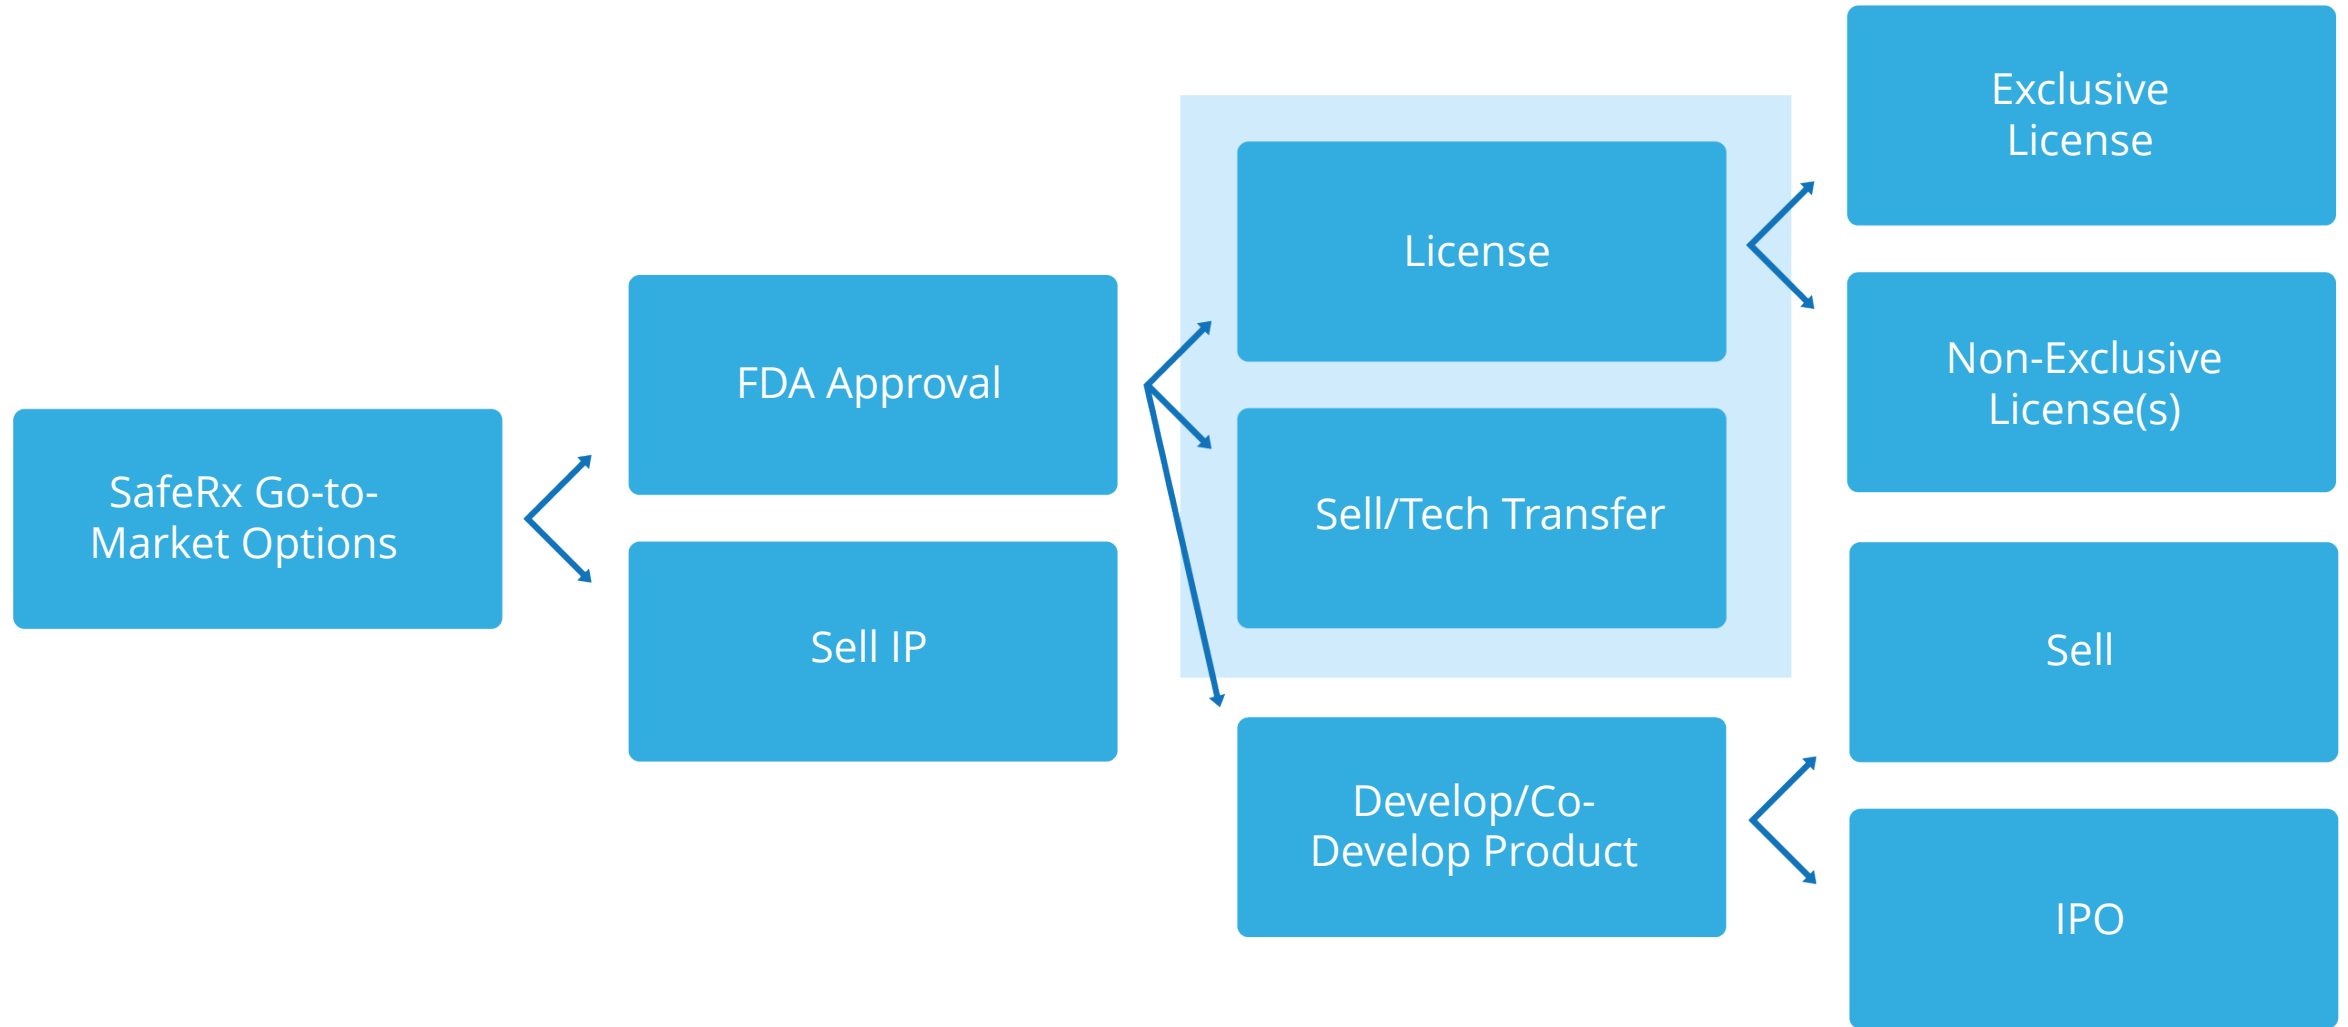 SafeRx Go-to-
Market Options
FDA Approval
Sell IP
License
Sell/Tech Transfer
Develop/Co-
Develop Product
Exclusive
License
Non-Exclusive
License(s)
Sell
IPO